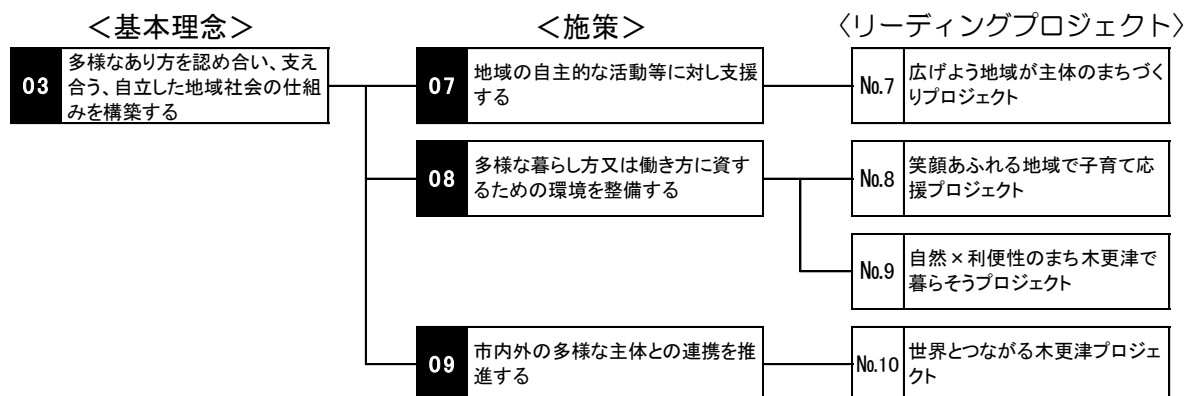 ＜基本理念＞
＜施策＞
〈リーディングプロジェクト〉
03
多様なあり方を認め合い、支え
合う、自立した地域社会の仕組
みを構築する
07
地域の自主的な活動等に対し支援
する
No.7
広げよう地域が主体のまちづく
りプロジェクト
08
多様な暮らし方又は働き方に資す
るための環境を整備する
No.8
笑顔あふれる地域で子育て応
援プロジェクト
No.9
自然×利便性のまち木更津で
暮らそうプロジェクト
09
市内外の多様な主体との連携を推
進する
No.10
世界とつながる木更津プロジェ
クト